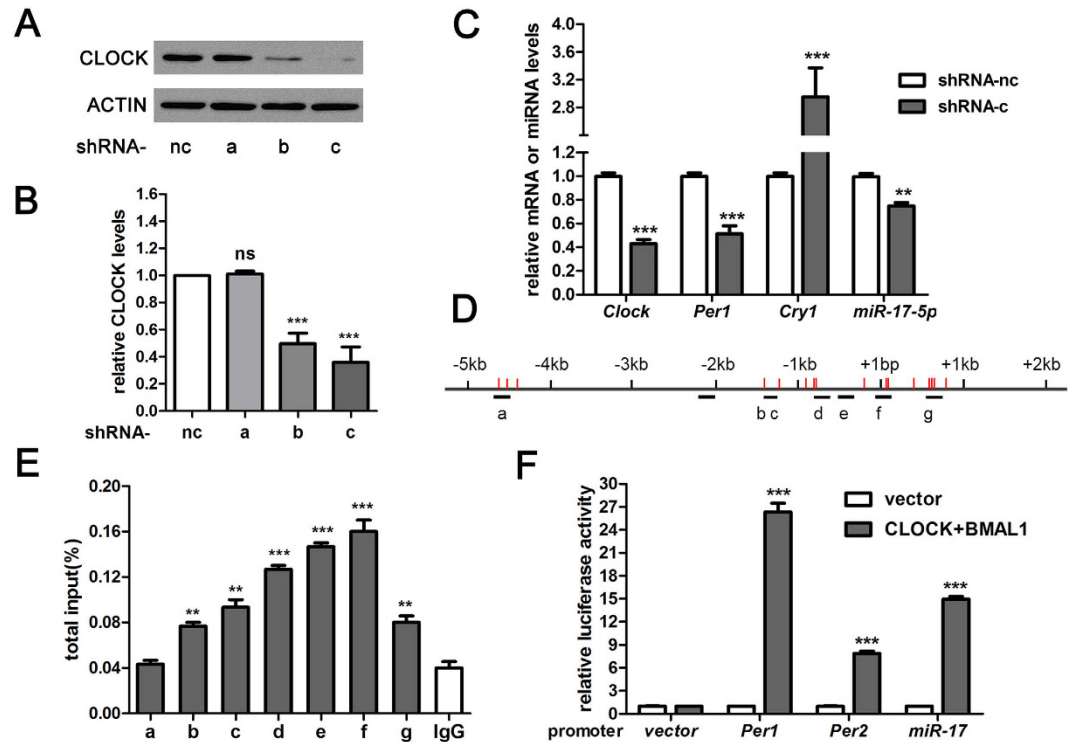 A
CLOCK
ACTIN
shRNA- nc a b c
B
relative CLOCK levels
1.6
1.4
1.2
1.0
0.8
0.6
0.4
0.2
0.0
ns
***
***
shRNA- nc a b c
C
relative mRNA or miRNA levels
4.0
3.6
3.2
2.8
1.2
1.0
0.8
0.6
0.4
0.2
0.0
***
***
***
**
shRNA-nc
shRNA-c
Clock Per1 Cry1 miR-17-5p
D
-5kb -4kb -3kb -2kb -1kb +1bp +1kb +2kb
a b c d e f g
E
total input(%)
0.20
0.16
0.12
0.08
0.04
0.00
**
**
***
***
***
**
a b c d e f g IgG
F
relative luciferase activity
30
27
24
21
18
15
12
9
6
3
0
***
***
***
vector
CLOCK+BMAL1
promoter vector Per1 Per2 miR-17